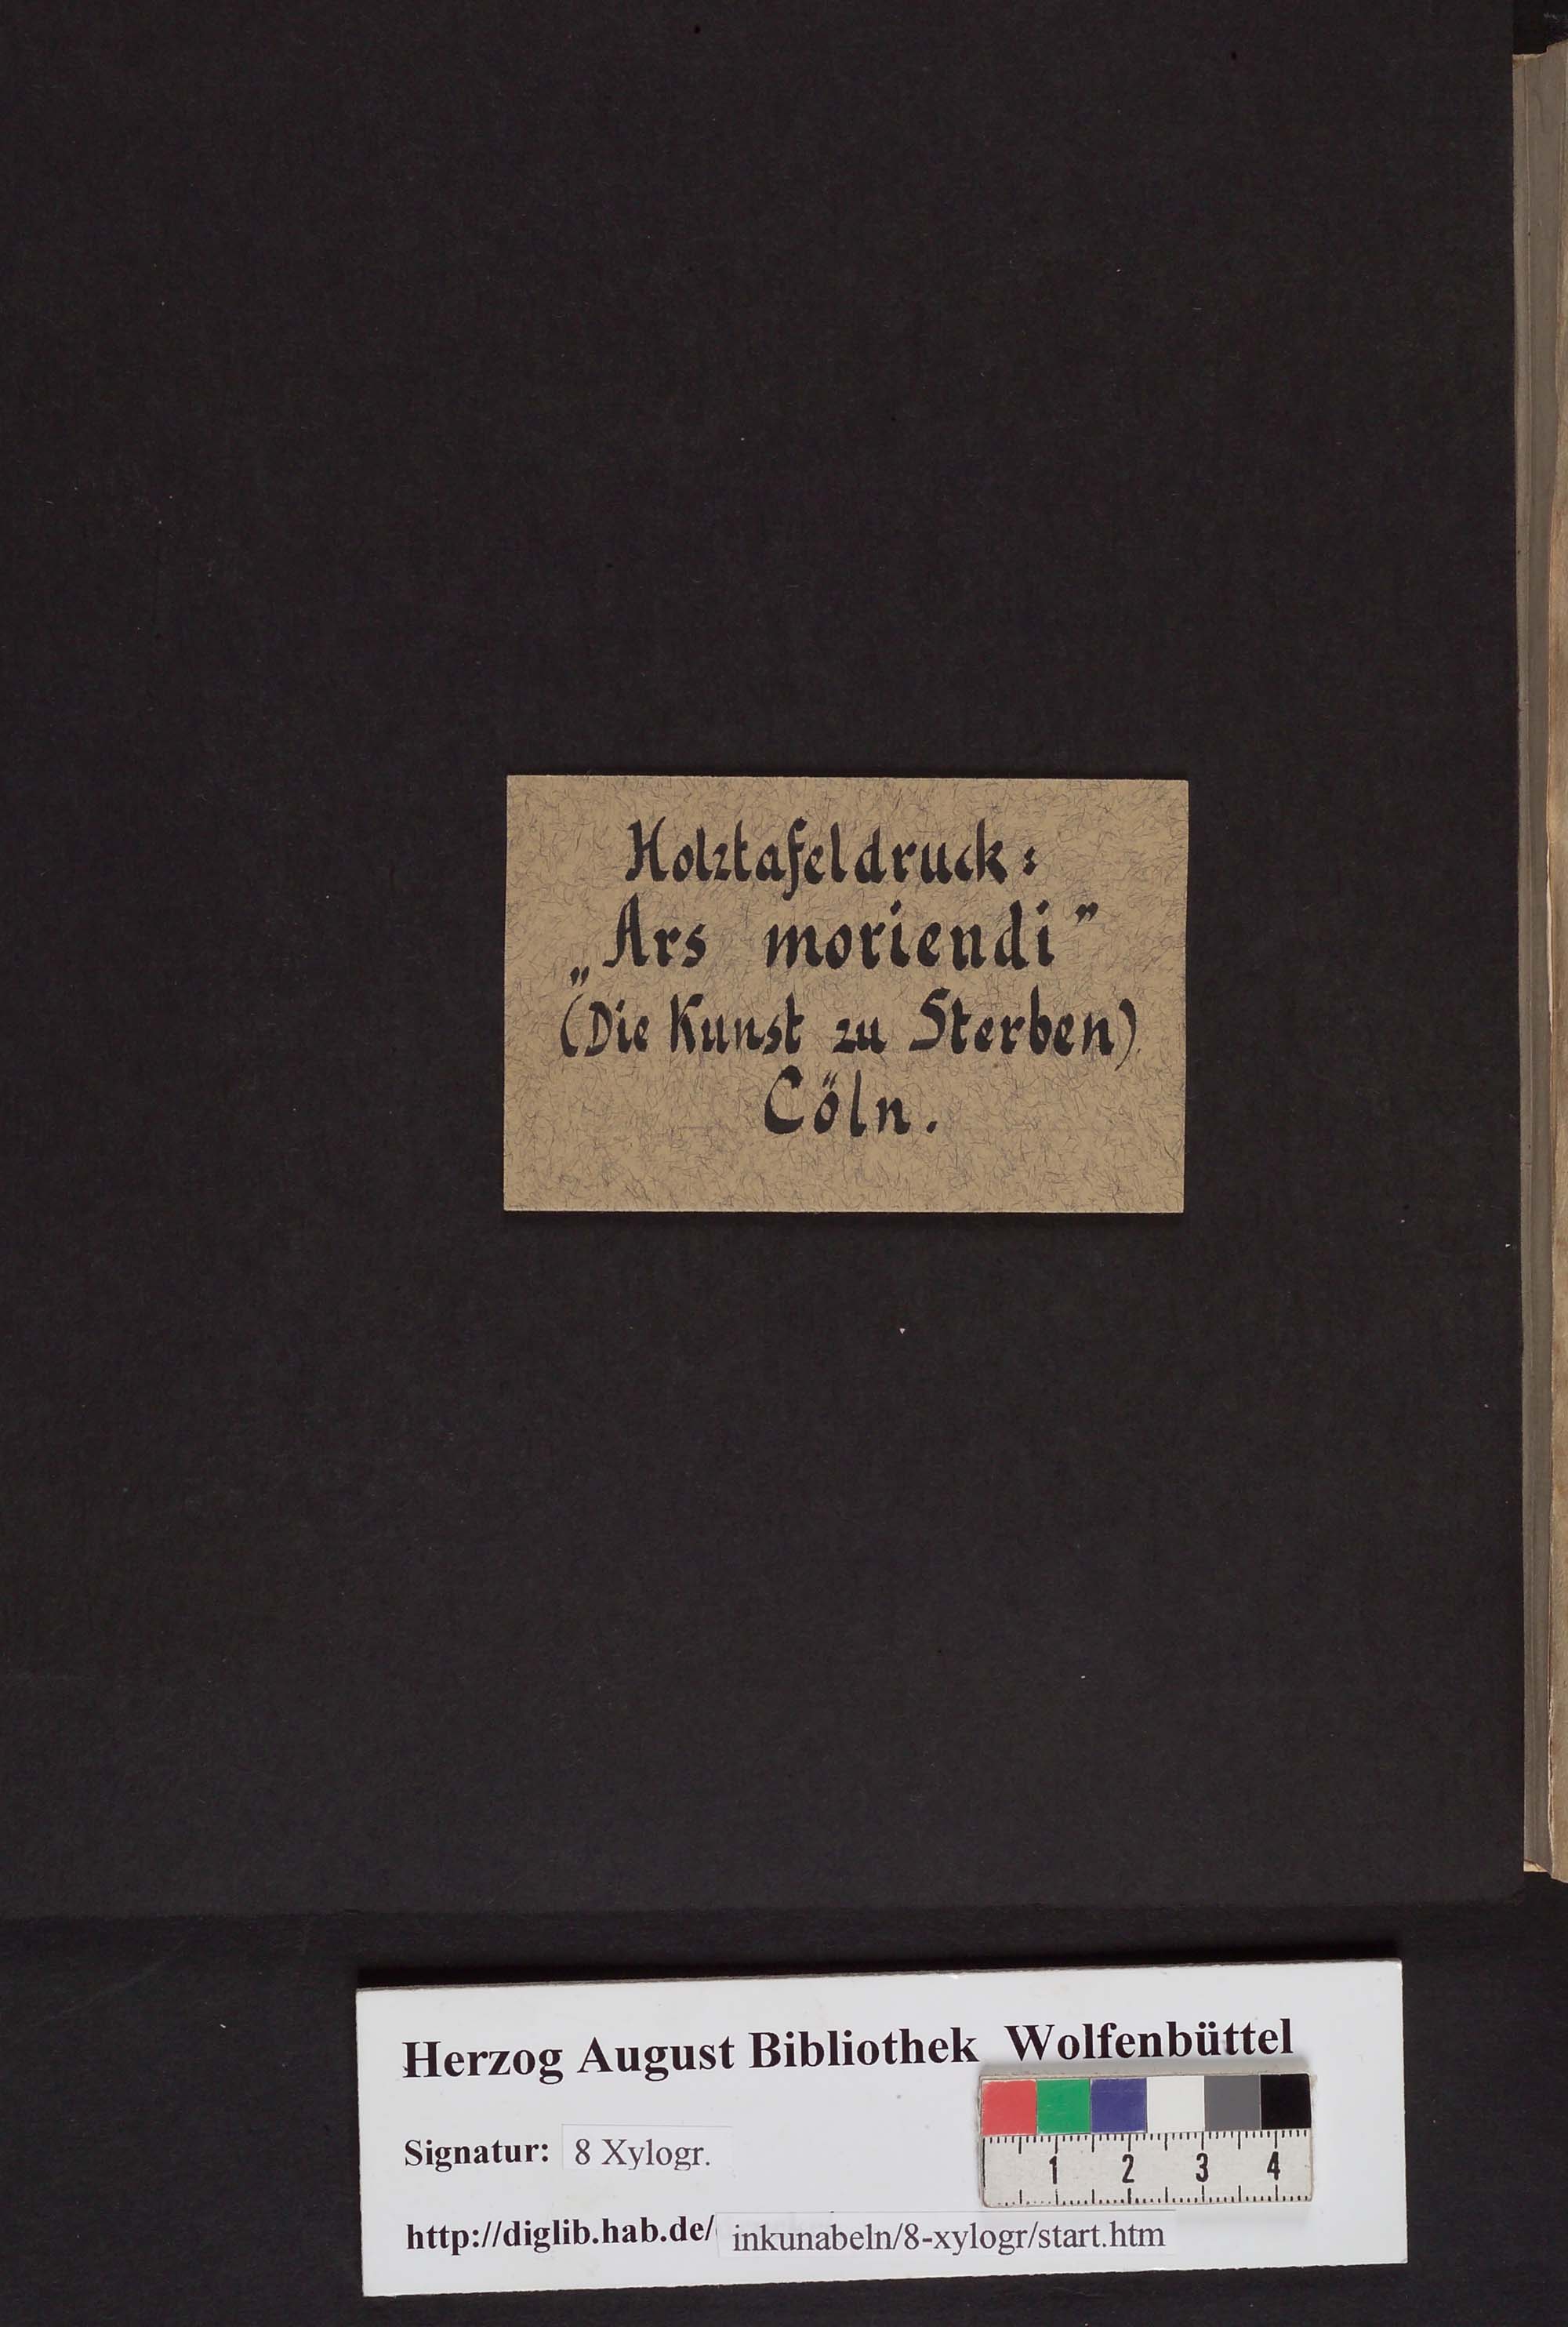 Holztafeldruck:
„Ars moriendi”
(Die Kunst zu Sterben)
Cöln.
Herzog August Bibliothek Wolfenbüttel
Signatur: 8 Xylogr.
1 2 3 4
http://diglib.hab.de/inkunabeln/8-xylogr/start.htm